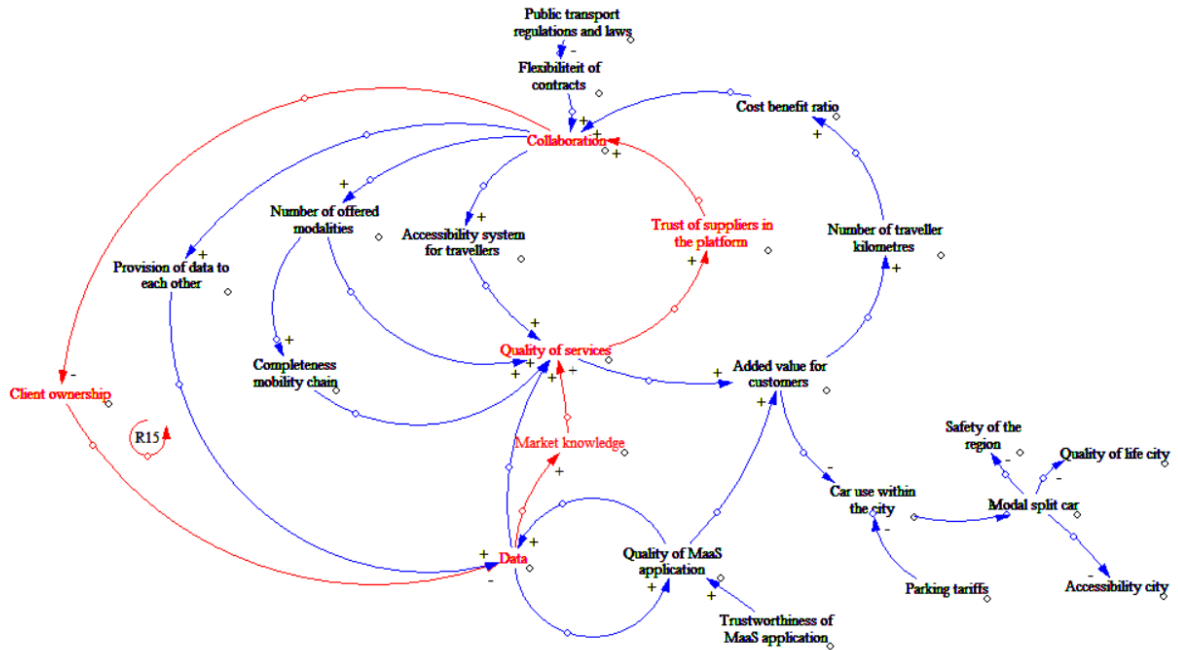 Public transport
regulations and laws
-
Flexibiliteit of
contracts
Cost benefit ratio
+
+
+
Collaboration
+
+
Number of offered
modalities
+
Accessibility system
for travellers
Trust of suppliers in
the platform
+
Number of traveller
kilometres
+
+
Provision of data to
each other
+
+
Quality of services
Completeness
mobility chain
+
+
+
+
Added value for
customers
+
+
-
Client ownership
R15
Market knowledge
+
Safety of the
region
-
Quality of life city
-
-
Car use within
the city
Modal split car
-
+
-
Data
+
Quality of MaaS
application
+
+
Parking tariffs
-
Accessibility city
Trustworthiness of
MaaS application